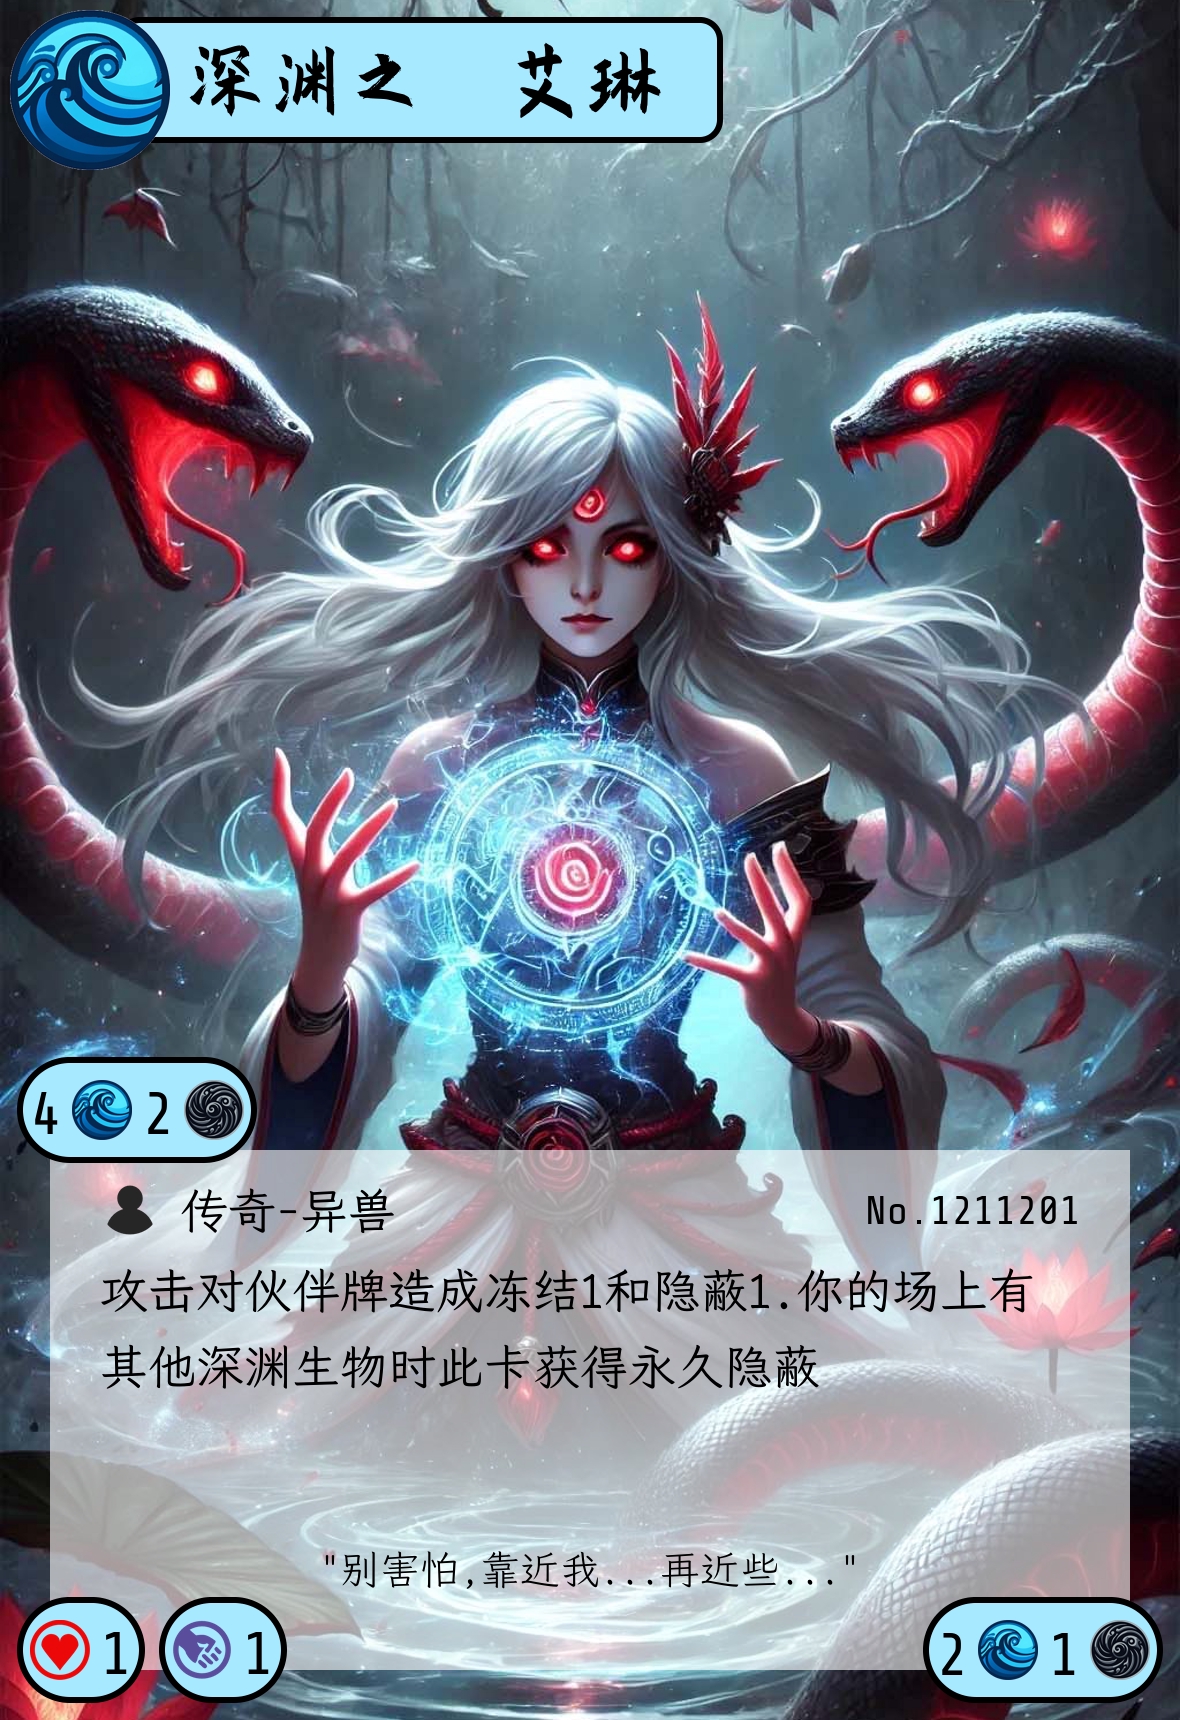 深渊之 艾琳
4 2
传奇-异兽 No.1211201
攻击对伙伴牌造成冻结1和隐蔽1.你的场上有
其他深渊生物时此卡获得永久隐蔽
"别害怕,靠近我...再近些..."
1 1 2 1